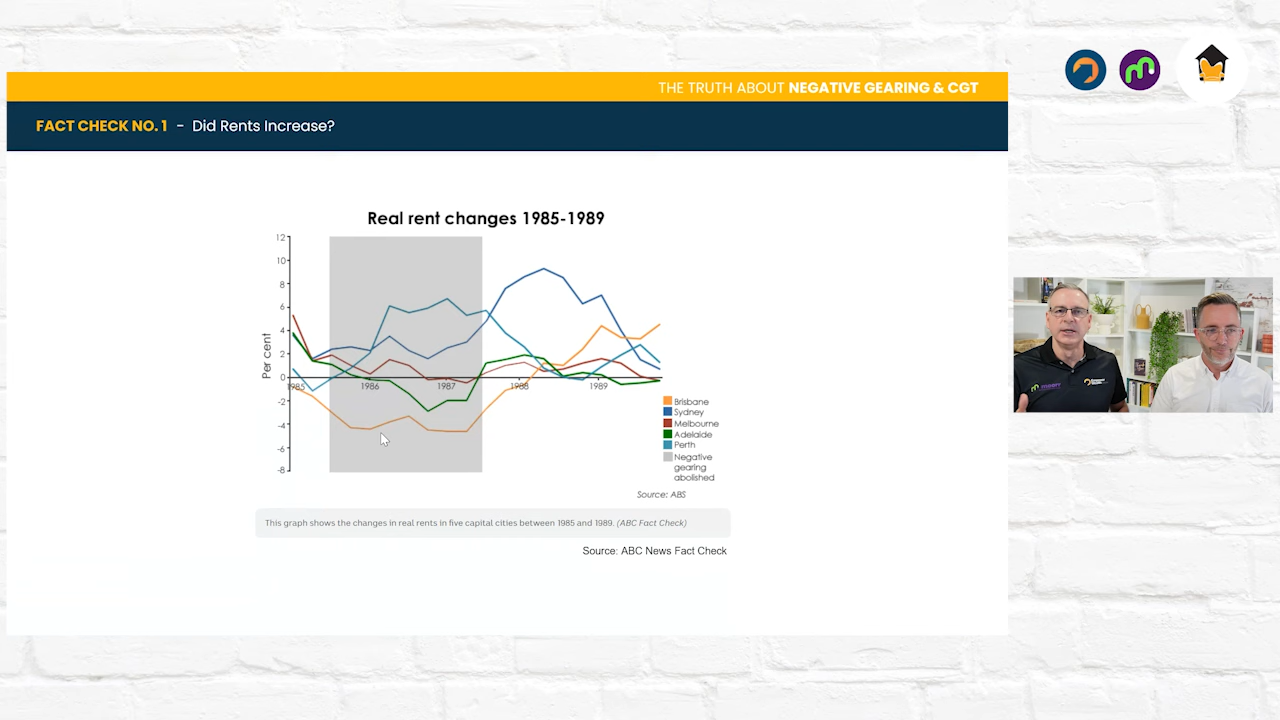 THE TRUTH ABOUT NEGATIVE GEARING & CGT
FACT CHECK NO. 1 - Did Rents Increase?
Real rent changes 1985-1989
Per cent
12
10
8
6
4
2
0
-2
-4
-6
-8
1985
1986
1987
1988
1989
Brisbane
Sydney
Melbourne
Adelaide
Perth
Negative
gearing
abolished
Source: ABS
This graph shows the changes in real rents in five capital cities between 1985 and 1989. (ABC Fact Check)
Source: ABC News Fact Check